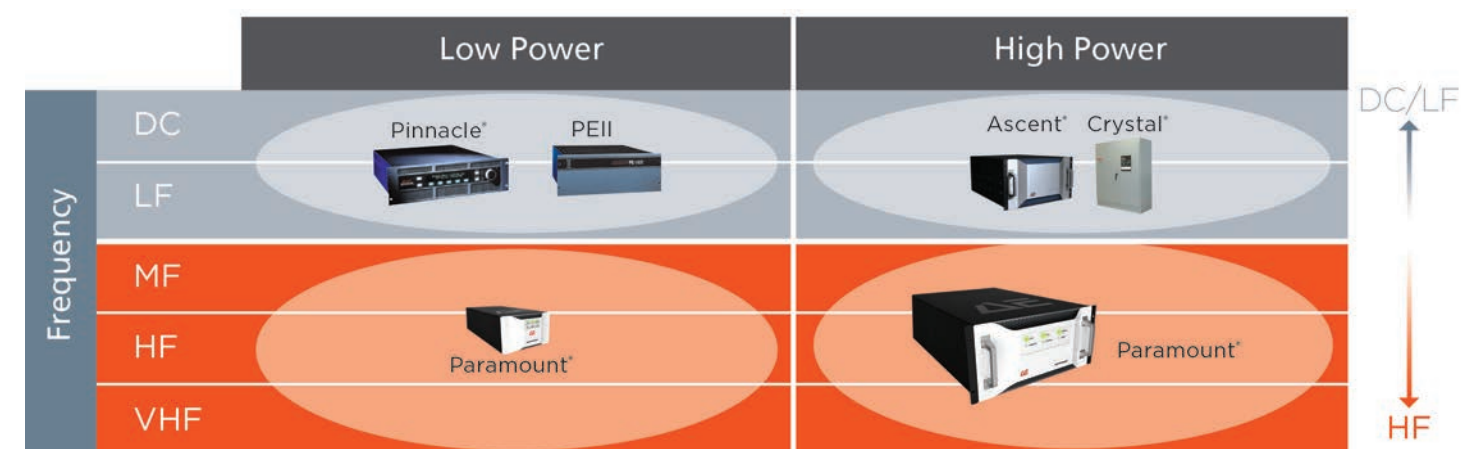 Low Power
High Power
DC/LF
Frequency
DC
LF
MF
HF
VHF
Pinnacle®
PEII
Ascent®
Crystal®
Paramount®
Paramount®
AE
HF